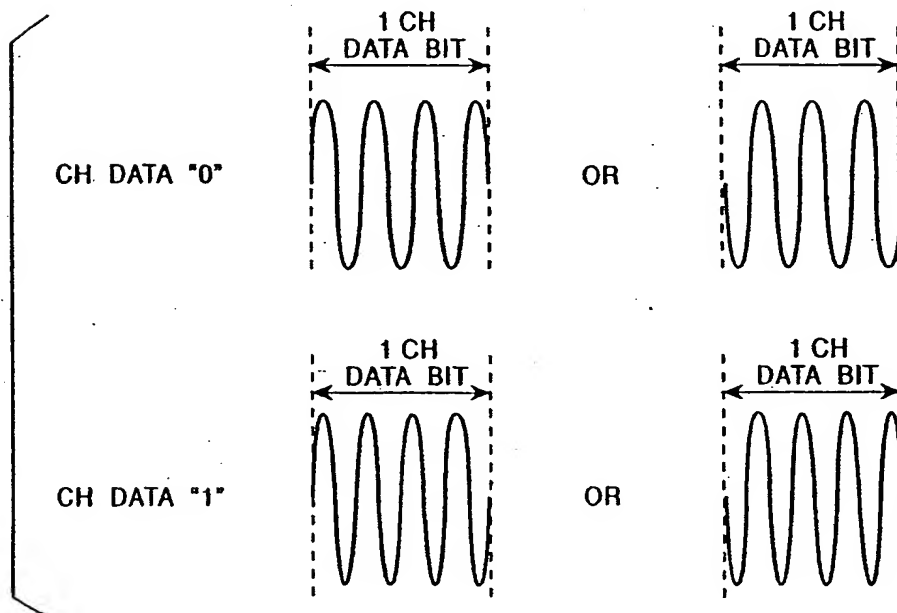 1 CH
DATA BIT
1 CH
DATA BIT
CH DATA "0"
OR
1 CH
DATA BIT
1 CH
DATA BIT
CH DATA "1"
OR